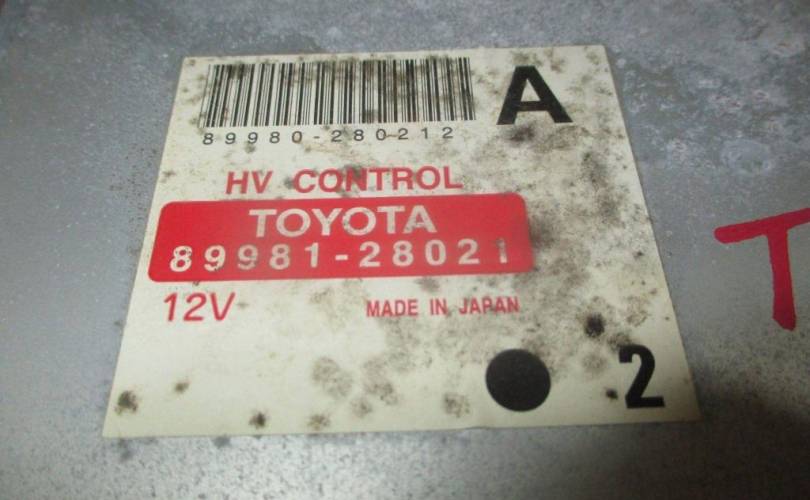 A
89980-280212
HV CONTROL
TOYOTA
89981-28021
12V MADE IN JAPAN
2
T